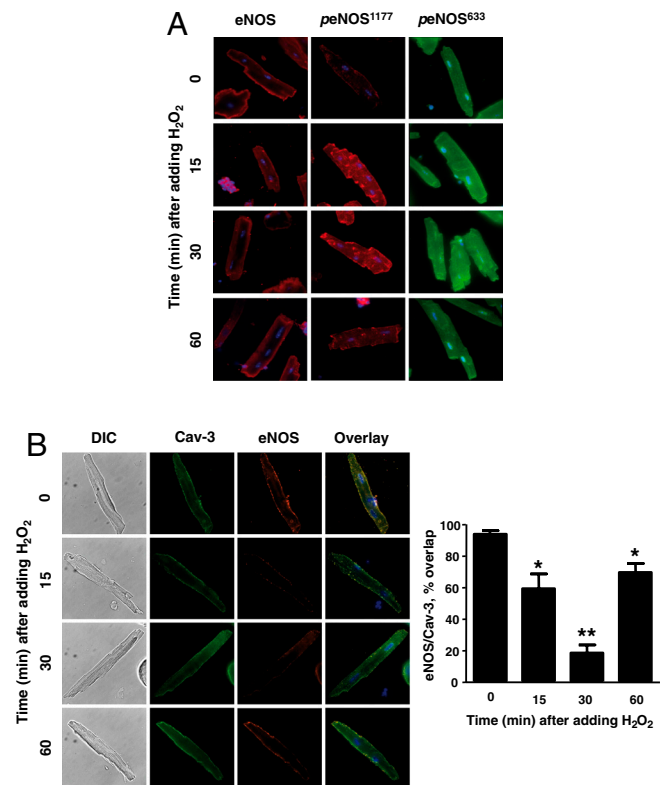 A
eNOS peNOS¹¹⁷⁷ peNOS⁶³³
Time (min) after adding H₂O₂
0
15
30
60
B
DIC Cav-3 eNOS Overlay
Time (min) after adding H₂O₂
0
15
30
60
eNOS/Cav-3, % overlap
100
80
60
40
20
0
*
**
*
0 15 30 60
Time (min) after adding H₂O₂